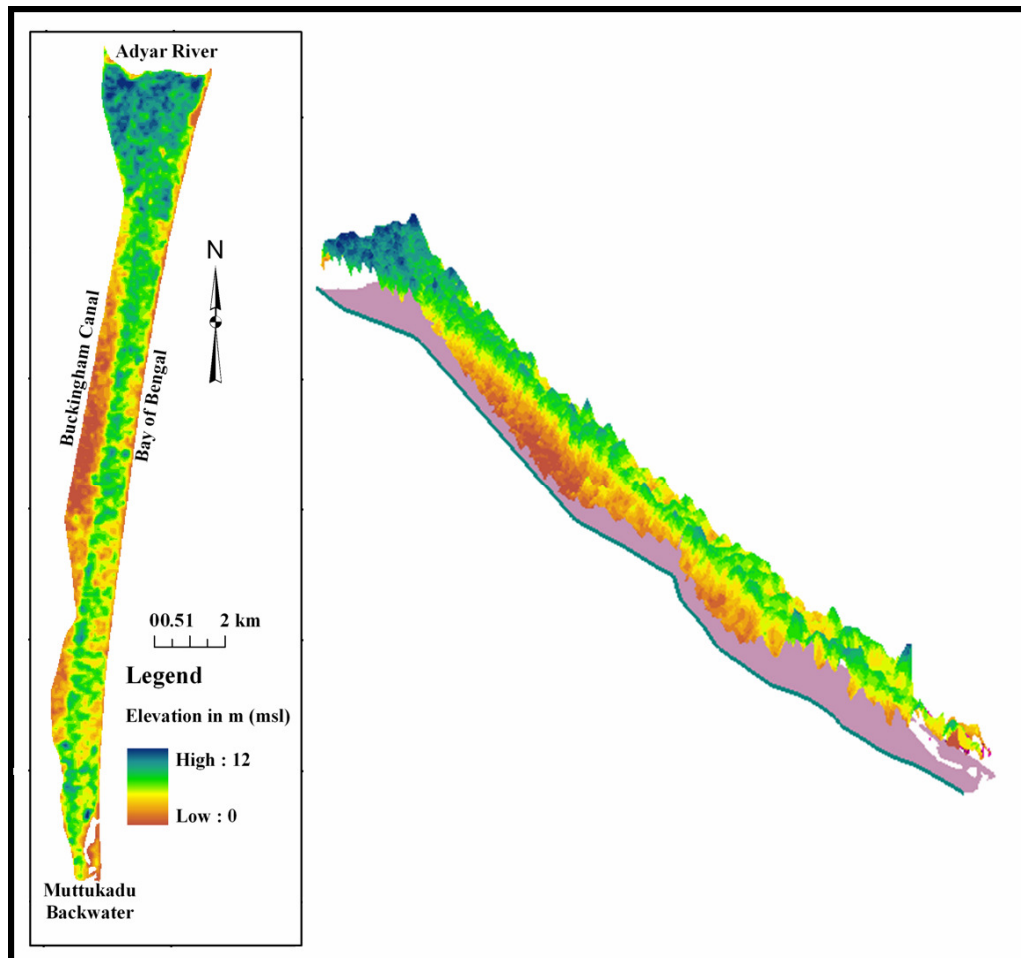 Adyar River
N
Buckingham Canal
Bay of Bengal
00.51 2 km
Legend
Elevation in m (msl)
High : 12
Low : 0
Muttukadu
Backwater